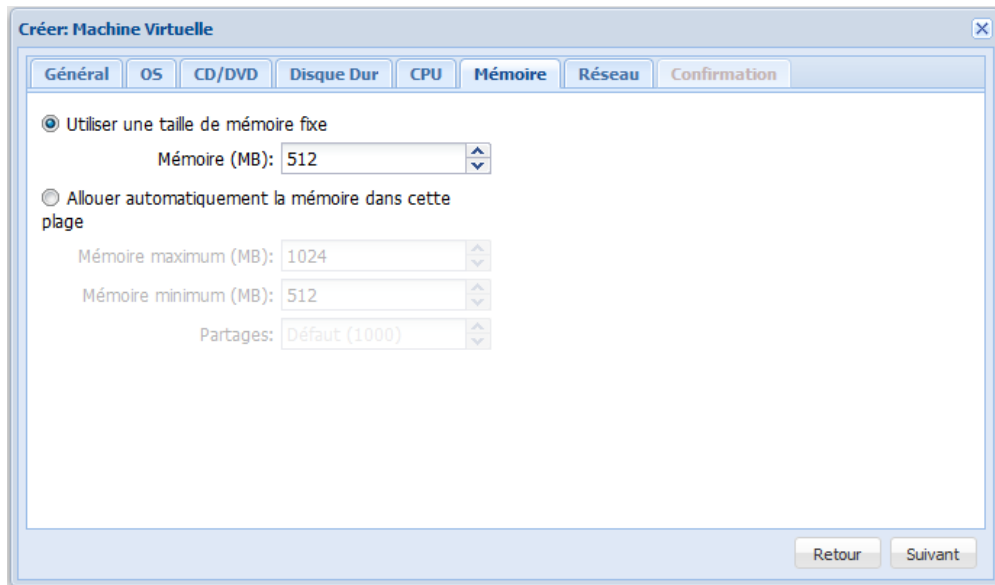 Créer: Machine Virtuelle
Général OS CD/DVD Disque Dur CPU Mémoire Réseau Confirmation
Utiliser une taille de mémoire fixe
Mémoire (MB): 512
Allouer automatiquement la mémoire dans cette
plage
Mémoire maximum (MB): 1024
Mémoire minimum (MB): 512
Partages: Défaut (1000)
Retour Suivant